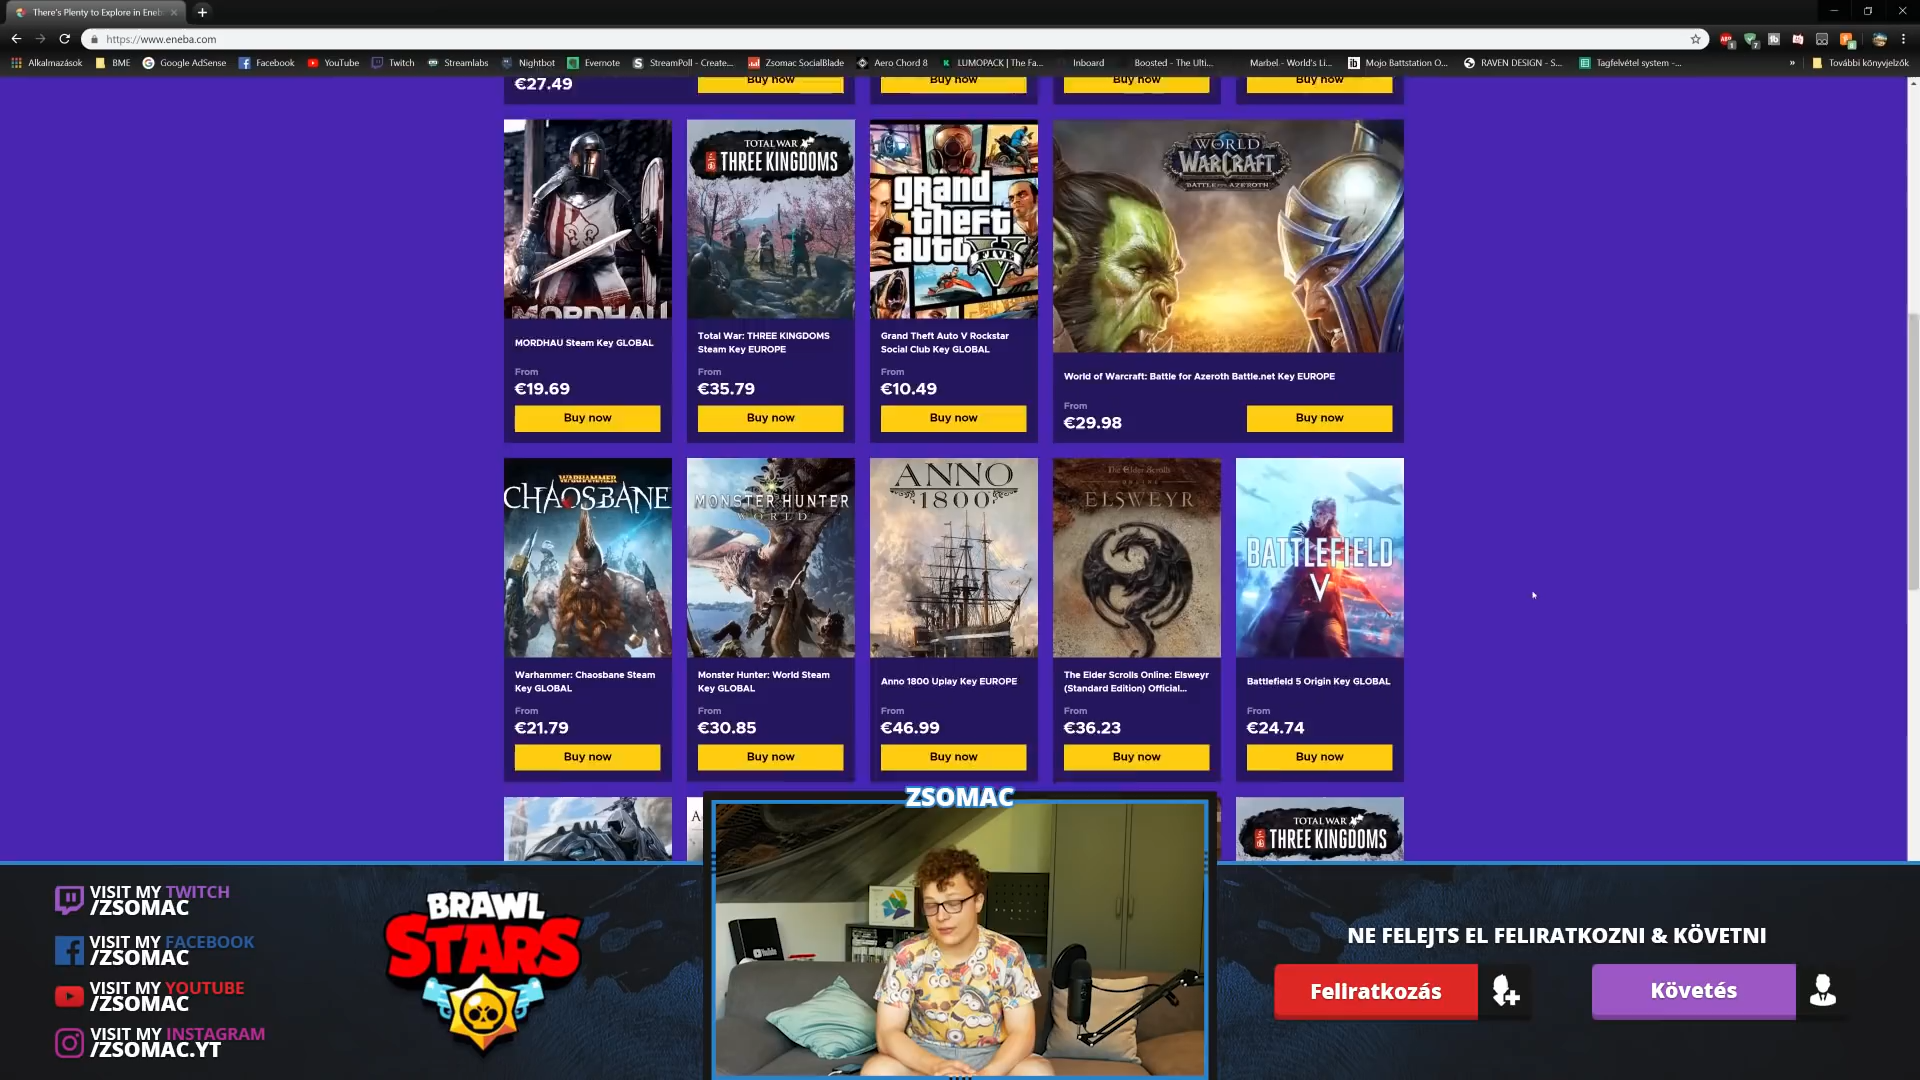 There's Plenty to Explore in Eneb
https://www.eneba.com
Alkalmazások
BME
Google AdSense
Facebook
YouTube
Twitch
Streamlabs
Nightbot
Evernote
StreamPoll - Create...
Zsomac SocialBlade
Aero Chord 8
LUMOPACK | The Fa...
Inboard
Boosted - The Ulti...
Marbel - World's Li...
Mojo Battstation O...
RAVEN DESIGN - S...
Tagfelvétel system -...
»
További könyvjelzők
€27.49
Buy now
Buy now
Buy now
Buy now
MORDHAU
TOTAL WAR
THREE KINGDOMS
grand
theft
auto
FIVE
WORLD
WARCRAFT
BATTLE FOR AZEROTH
MORDHAU Steam Key GLOBAL
From
€19.69
Buy now
Total War: THREE KINGDOMS
Steam Key EUROPE
From
€35.79
Buy now
Grand Theft Auto V Rockstar
Social Club Key GLOBAL
From
€10.49
Buy now
World of Warcraft: Battle for Azeroth Battle.net Key EUROPE
From
€29.98
Buy now
WARHAMMER
CHAOSBANE
MONSTER HUNTER
WORLD
ANNO
1800
The Elder Scrolls
ONLINE
ELSWEYR
BATTLEFIELD
V
Warhammer: Chaosbane Steam
Key GLOBAL
From
€21.79
Buy now
Monster Hunter: World Steam
Key GLOBAL
From
€30.85
Buy now
Anno 1800 Uplay Key EUROPE
From
€46.99
Buy now
The Elder Scrolls Online: Elsweyr
(Standard Edition) Official...
From
€36.23
Buy now
Battlefield 5 Origin Key GLOBAL
From
€24.74
Buy now
TOTAL WAR
THREE KINGDOMS
ZSOMAC
VISIT MY TWITCH
/ZSOMAC
VISIT MY FACEBOOK
/ZSOMAC
VISIT MY YOUTUBE
/ZSOMAC
VISIT MY INSTAGRAM
/ZSOMAC.YT
BRAWL
STARS
NE FELEJTS EL FELIRATKOZNI & KÖVETNI
Feliratkozás
Követés